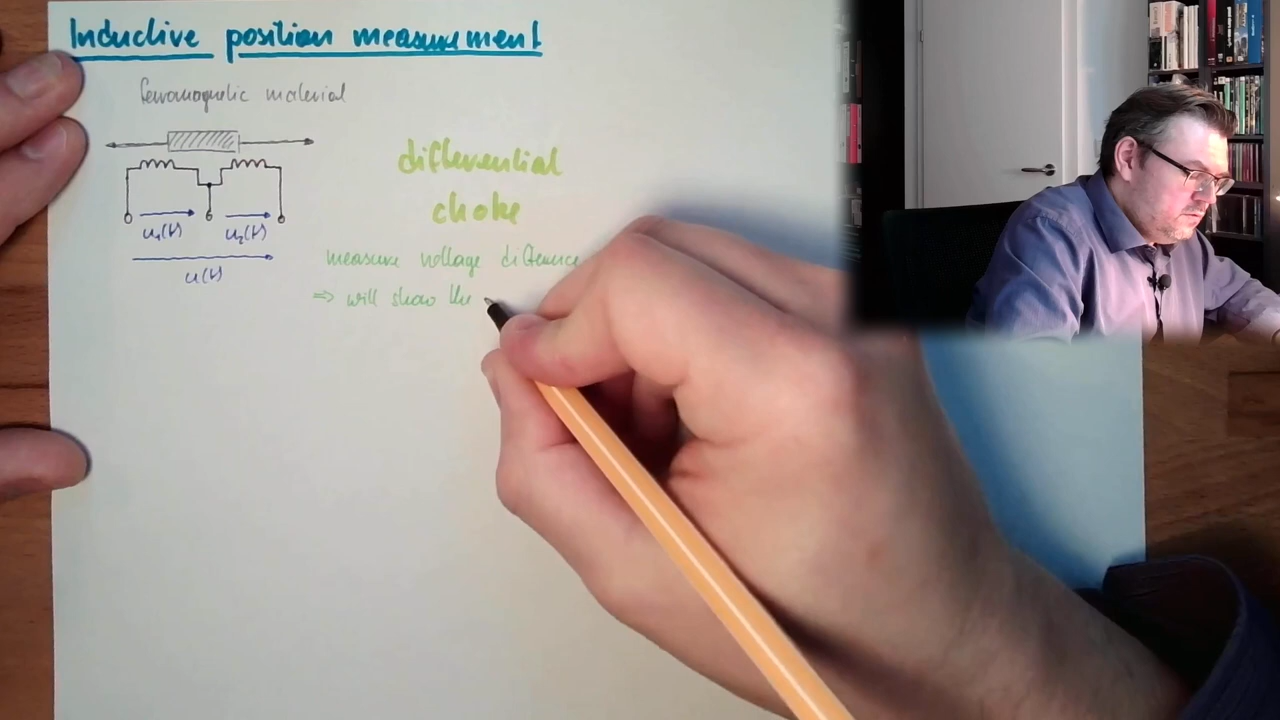 Inductive position measurement
ferromagnetic material
differential
choke
u₁(t)
u₂(t)
u(t)
measure voltage difference
⇒ will show the